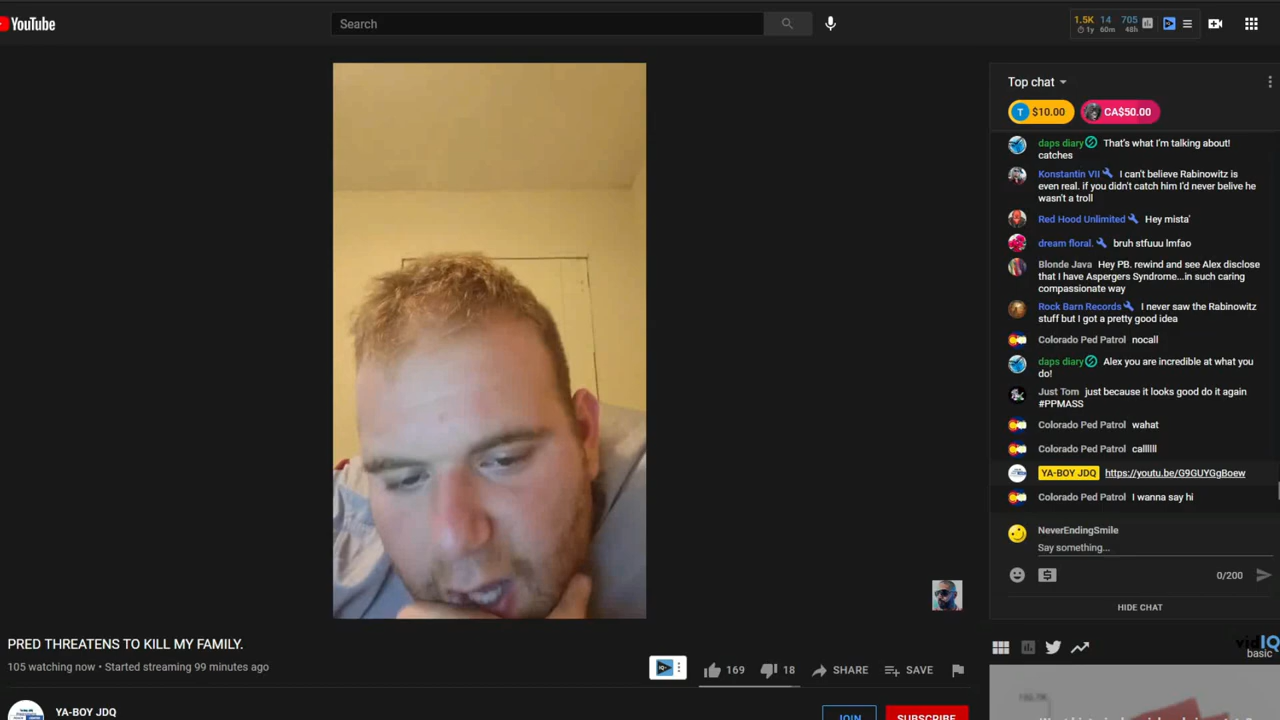 YouTube
Search
1.5K 14 705
1y 60m 48h
Top chat
T $10.00 CA$50.00
daps diary That's what I'm talking about!
catches
Konstantin VII I can't believe Rabinowitz is
even real. if you didn't catch him I'd never belive he
wasn't a troll
Red Hood Unlimited Hey mista'
dream floral. bruh stfuuu lmfao
Blonde Java Hey PB. rewind and see Alex disclose
that I have Aspergers Syndrome...in such caring
compassionate way
Rock Barn Records I never saw the Rabinowitz
stuff but I got a pretty good idea
Colorado Ped Patrol nocall
daps diary Alex you are incredible at what you
do!
Just Tom just because it looks good do it again
#PPMASS
Colorado Ped Patrol wahat
Colorado Ped Patrol callllll
YA-BOY JDQ https://youtu.be/G9GUYGgBoew
Colorado Ped Patrol I wanna say hi
NeverEndingSmile
Say something...
0/200
HIDE CHAT
PRED THREATENS TO KILL MY FAMILY.
105 watching now • Started streaming 99 minutes ago
169 18 SHARE SAVE
vidIQ
basic
YA-BOY JDQ
JOIN SUBSCRIBE